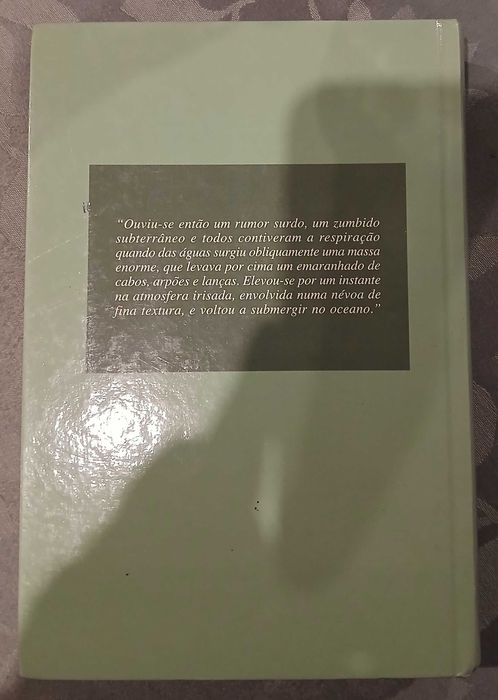 “Ouviu-se então um rumor surdo, um zumbido
subterrâneo e todos contiveram a respiração
quando das águas surgiu obliquamente uma massa
enorme, que levava por cima um emaranhado de
cabos, arpões e lanças. Elevou-se por um instante
na atmosfera irisada, envolvida numa névoa de
fina textura, e voltou a submergir no oceano.”